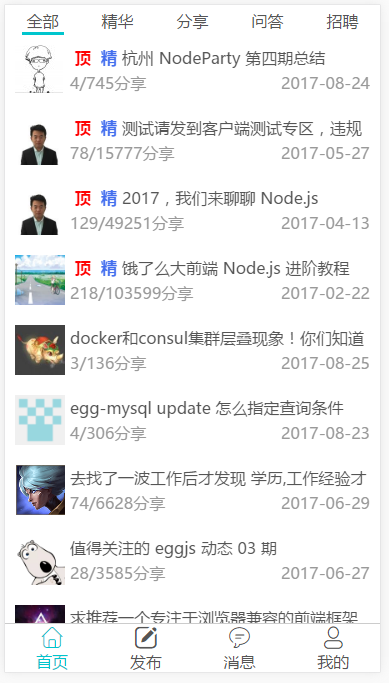 全部 精华 分享 问答 招聘
顶 精 杭州 NodeParty 第四期总结
4/745分享 2017-08-24
顶 精 测试请发到客户端测试专区，违规
78/15777分享 2017-05-27
顶 精 2017，我们来聊聊 Node.js
129/49251分享 2017-04-13
顶 精 饿了么大前端 Node.js 进阶教程
218/103599分享 2017-02-22
docker和consul集群层叠现象！你们知道
3/136分享 2017-08-25
egg-mysql update 怎么指定查询条件
4/306分享 2017-08-23
去找了一波工作后才发现 学历,工作经验才
74/6628分享 2017-06-29
值得关注的 eggjs 动态 03 期
28/3585分享 2017-06-27
求推荐一个专注于浏览器兼容的前端框架
首页 发布 消息 我的